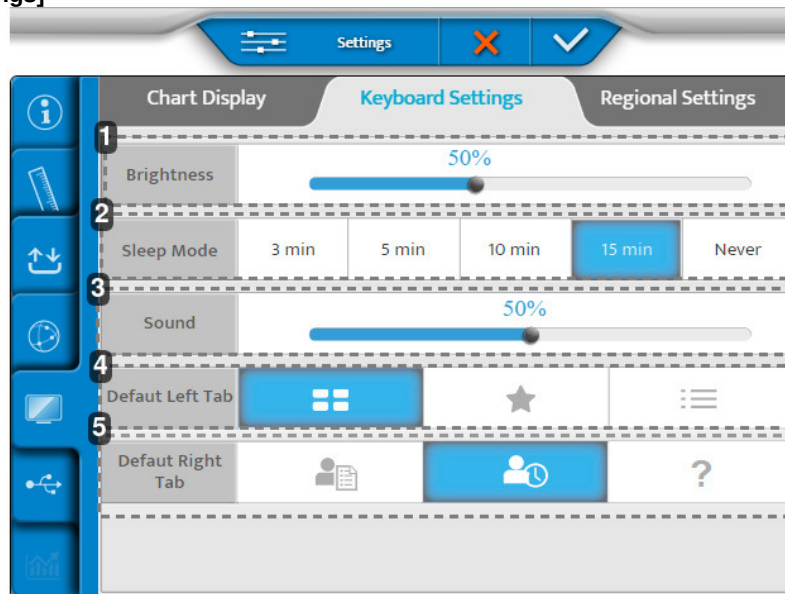 ngs]
Settings
Chart Display Keyboard Settings Regional Settings
1
Brightness 50%
2
Sleep Mode 3 min 5 min 10 min 15 min Never
3
Sound 50%
4
Defaut Left Tab
5
Defaut Right
Tab ?